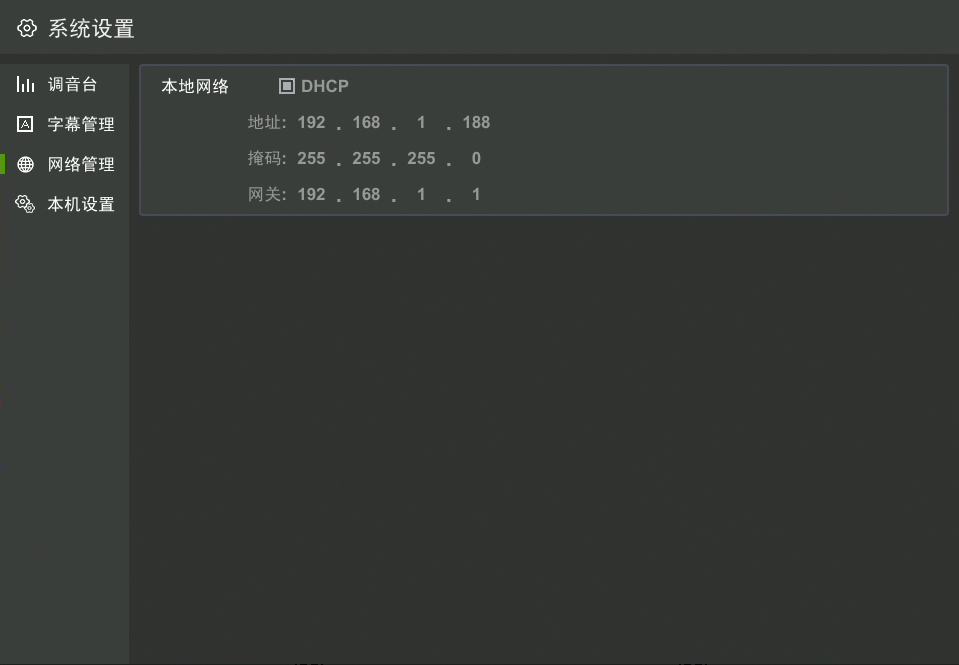 系统设置
调音台
字幕管理
网络管理
本机设置
本地网络 DHCP
地址: 192 . 168 . 1 . 188
掩码: 255 . 255 . 255 . 0
网关: 192 . 168 . 1 . 1